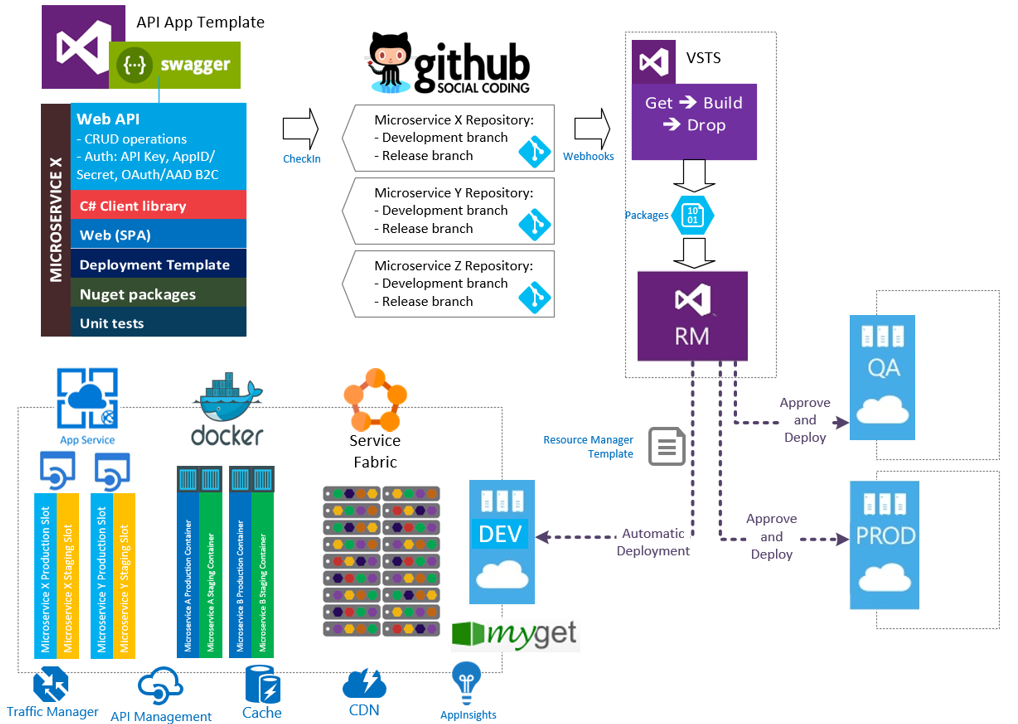 API App Template
{...} swagger
MICROSERVICE X
Web API
- CRUD operations
- Auth: API Key, AppID/
Secret, OAuth/AAD B2C
C# Client library
Web (SPA)
Deployment Template
Nuget packages
Unit tests
CheckIn
github
SOCIAL CODING
Microservice X Repository:
- Development branch
- Release branch
Microservice Y Repository:
- Development branch
- Release branch
Microservice Z Repository:
- Development branch
- Release branch
Webhooks
VSTS
Get ➔ Build
➔ Drop
Packages
10
01
RM
QA
Approve
and
Deploy
Resource Manager
Template
PROD
Approve
and
Deploy
Automatic
Deployment
DEV
App Service
docker
Service
Fabric
Microservice X Production Slot
Microservice X Staging Slot
Microservice Y Production Slot
Microservice Y Staging Slot
Microservice A Production Container
Microservice A Staging Container
Microservice B Production Container
Microservice B Staging Container
myget
Traffic Manager
API Management
Cache
CDN
AppInsights